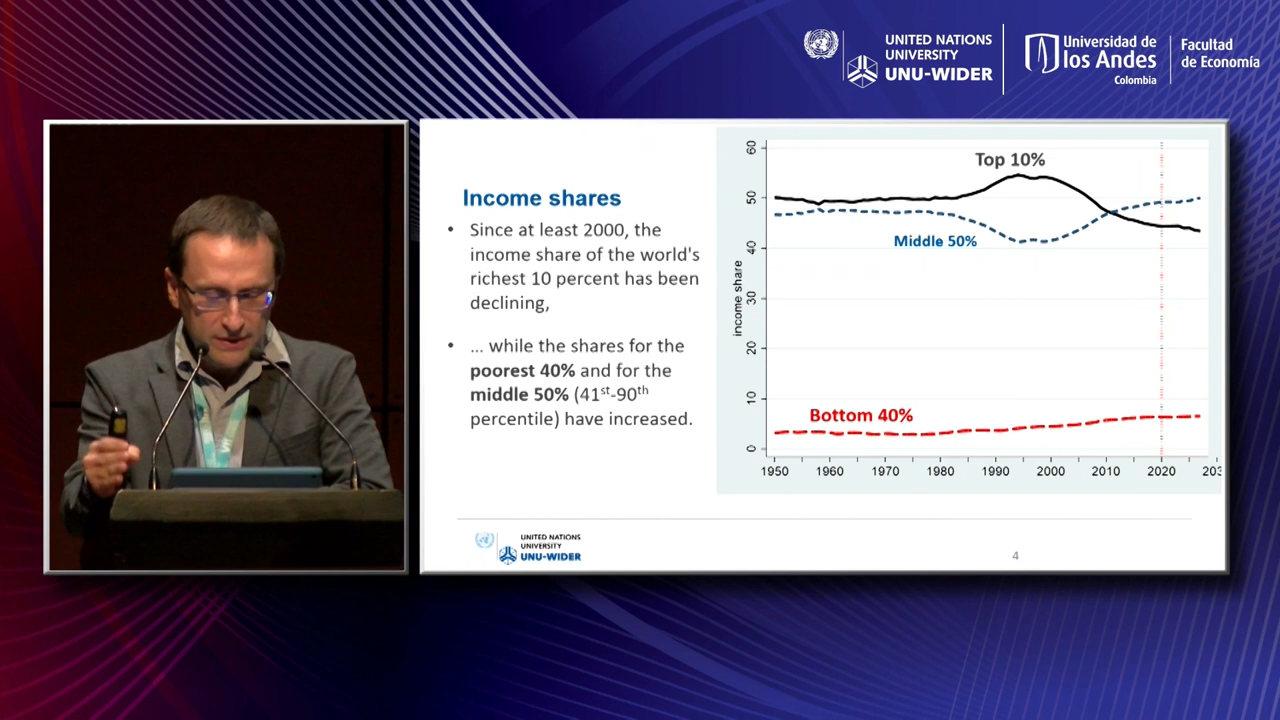 UNITED NATIONS
UNIVERSITY
UNU-WIDER
Universidad de
los Andes
Colombia
Facultad
de Economía
Income shares
• Since at least 2000, the
income share of the world's
richest 10 percent has been
declining,
• ... while the shares for the
poorest 40% and for the
middle 50% (41st-90th
percentile) have increased.
Top 10%
Middle 50%
Bottom 40%
income share
60
50
40
30
20
10
0
1950 1960 1970 1980 1990 2000 2010 2020 203
UNITED NATIONS
UNIVERSITY
UNU-WIDER
4